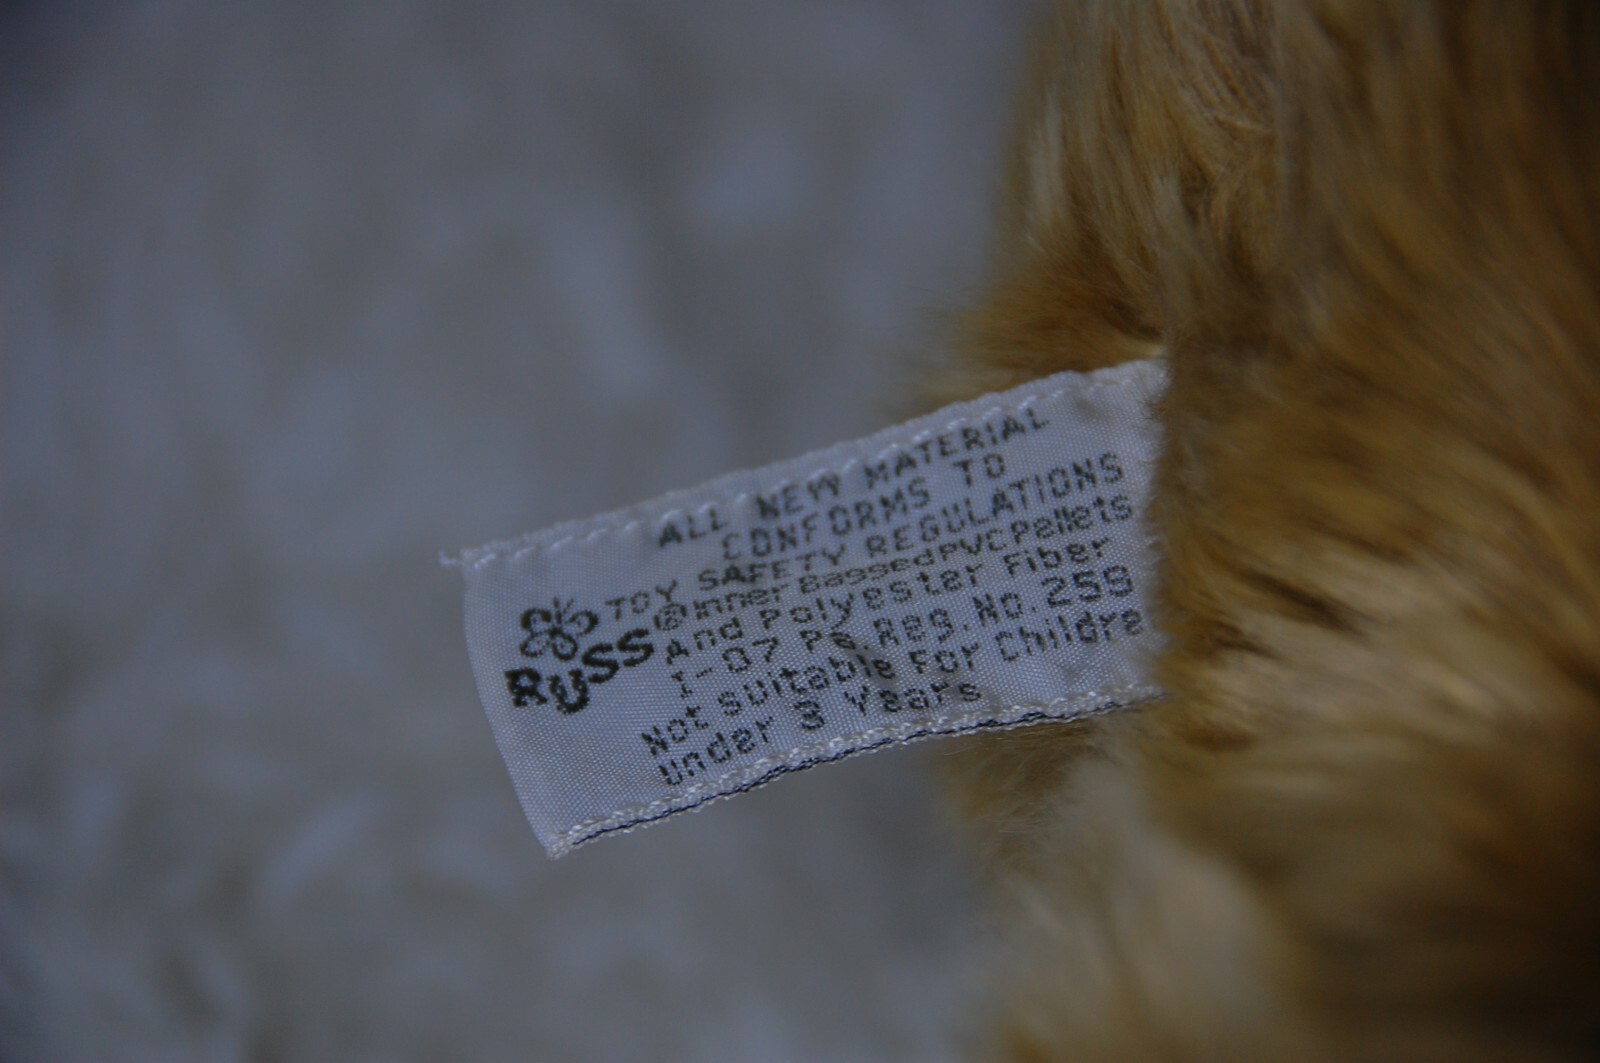 ALL NEW MATERIAL
CONFORMS TO
TOY SAFETY REGULATIONS
@Inner Bagged PVC Pellets
And Polyester Fiber
I-07 Pa. Reg. No. 259
Not suitable For Childre
under 3 Years
RUSS